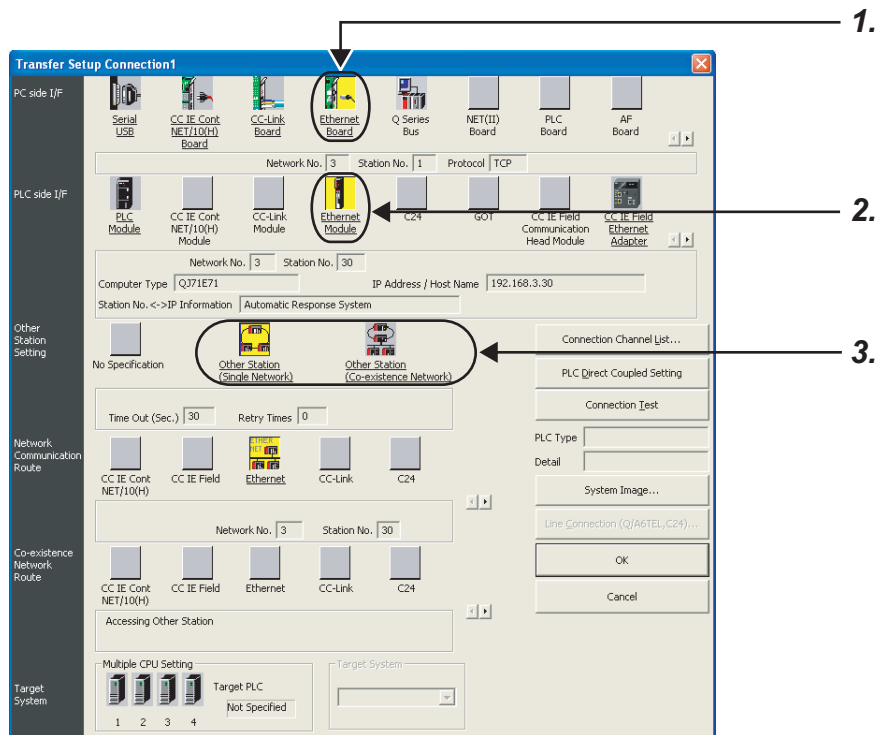 1.
Transfer Setup Connection1
PC side I/F
Serial USB
CC IE Cont NET/10(H) Board
CC-Link Board
Ethernet Board
Q Series Bus
NET(II) Board
PLC Board
AF Board
Network No. 3 Station No. 1 Protocol TCP
PLC side I/F
2.
PLC Module
CC IE Cont NET/10(H) Module
CC-Link Module
Ethernet Module
C24
GOT
CC IE Field Communication Head Module
CC IE Field Ethernet Adapter
Network No. 3 Station No. 30
Computer Type QJ71E71 IP Address / Host Name 192.168.3.30
Station No.<->IP Information Automatic Response System
Other Station Setting
No Specification
Other Station (Single Network)
Other Station (Co-existence Network)
3.
Connection Channel List...
PLC Direct Coupled Setting
Time Out (Sec.) 30 Retry Times 0
Connection Test
PLC Type
Detail
Network Communication Route
ETHER NET
CC IE Cont NET/10(H)
CC IE Field
Ethernet
CC-Link
C24
System Image...
Network No. 3 Station No. 30
Line Connection (Q/A6TEL,C24)...
Co-existence Network Route
CC IE Cont NET/10(H)
CC IE Field
Ethernet
CC-Link
C24
OK
Cancel
Accessing Other Station
Target System
Multiple CPU Setting
1 2 3 4
Target PLC
Not Specified
Target System